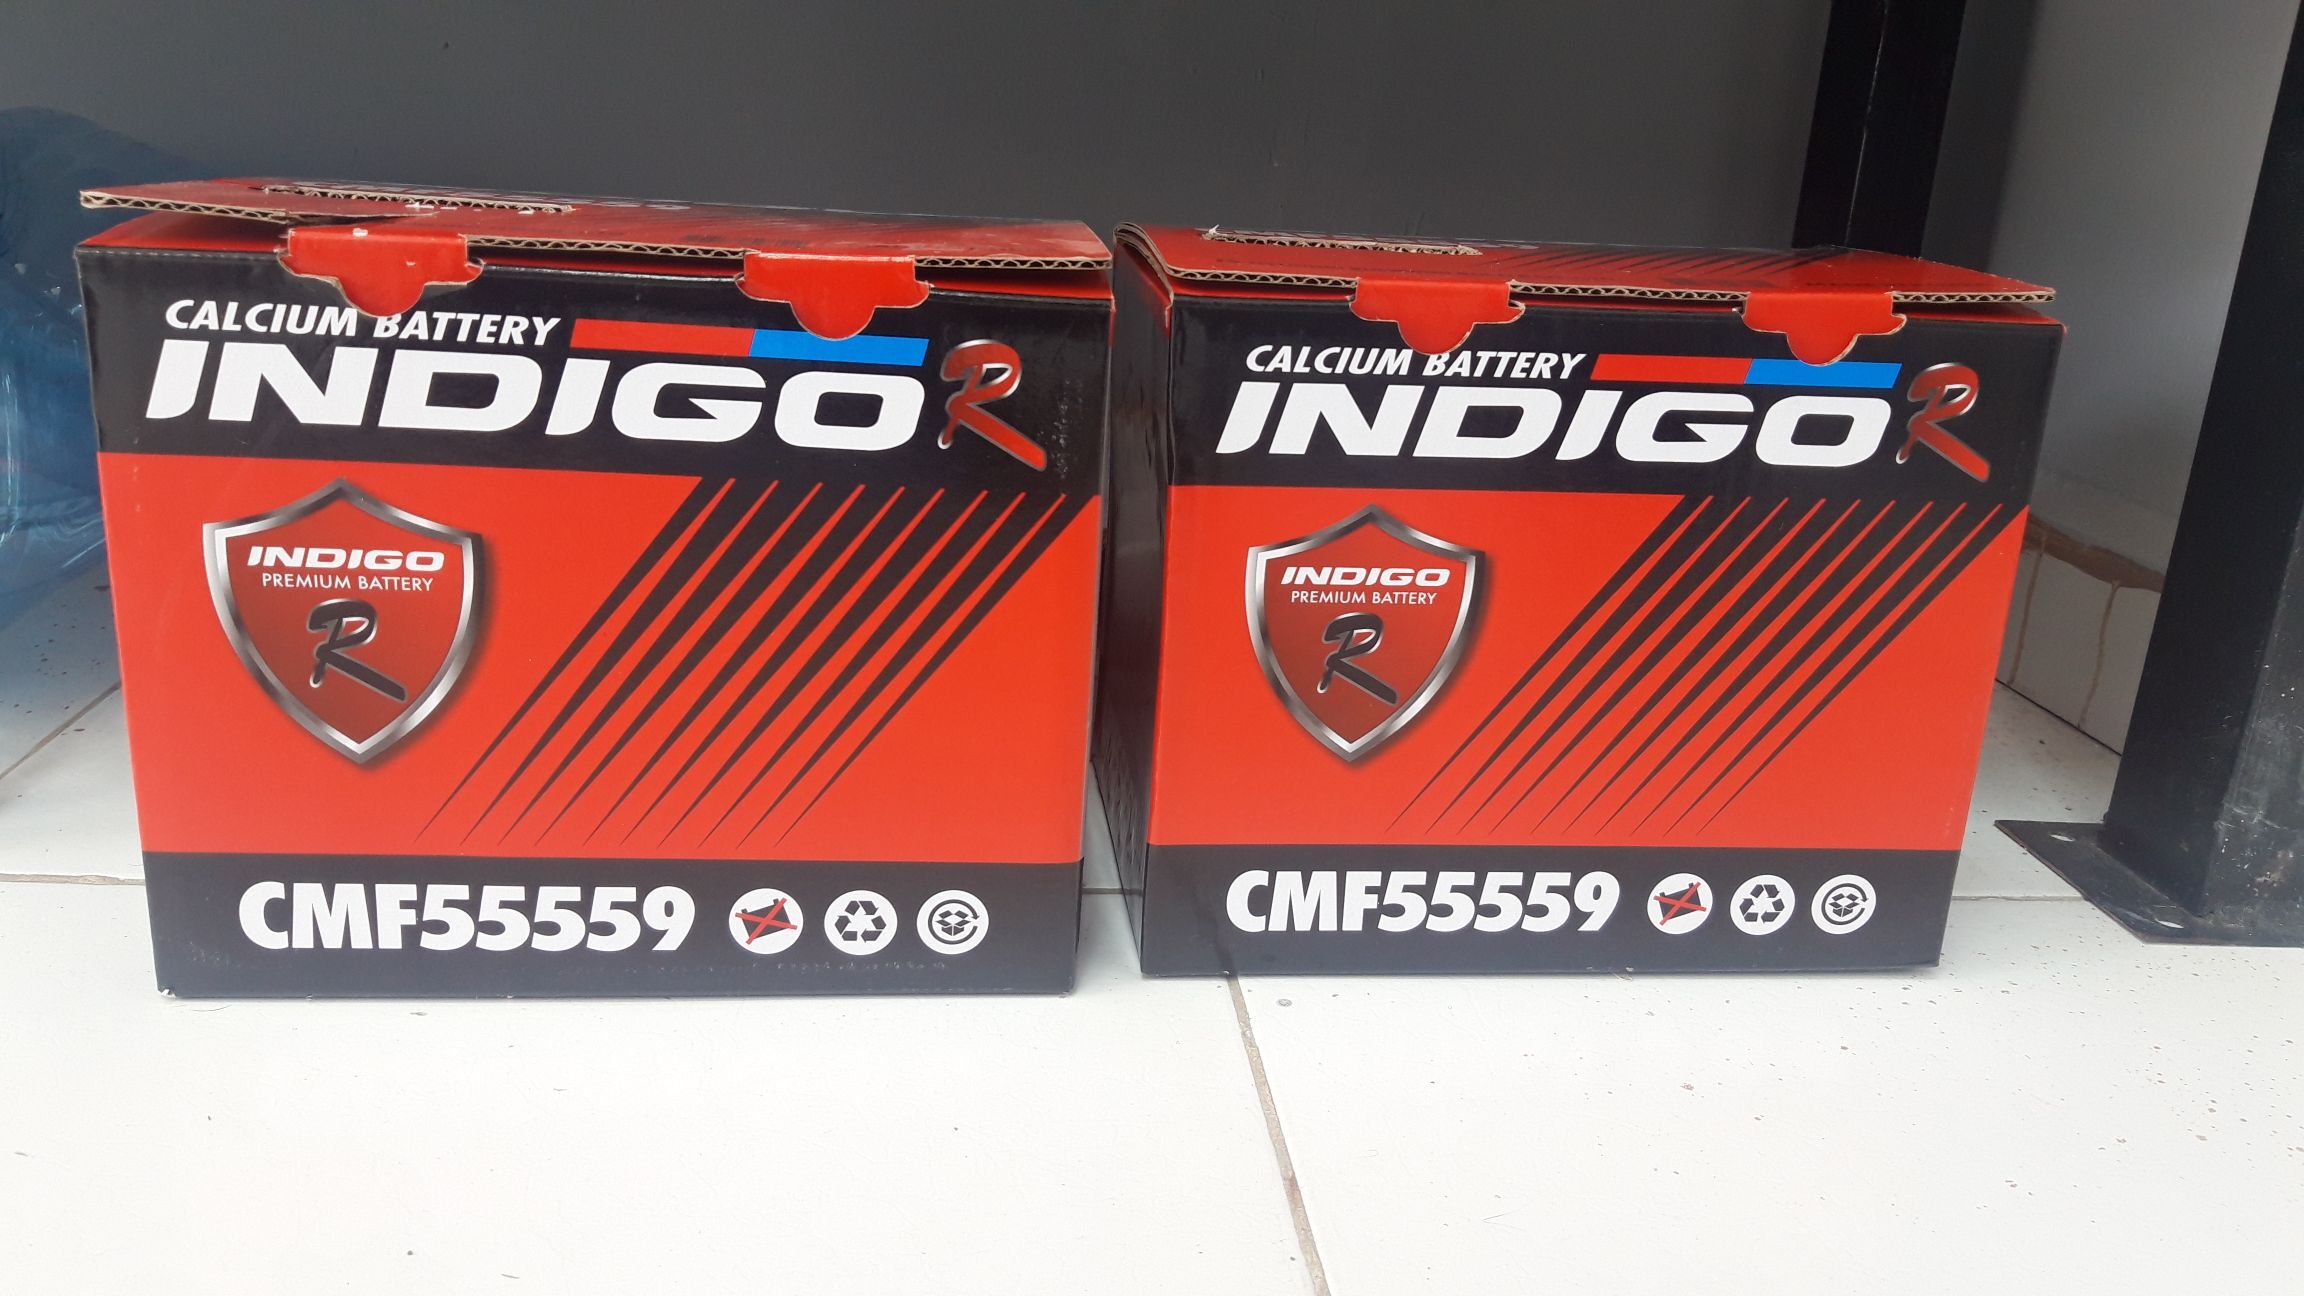 CALCIUM BATTERY
INDIGO R
INDIGO
PREMIUM BATTERY
R
CMF55559
CALCIUM BATTERY
INDIGO R
INDIGO
PREMIUM BATTERY
R
CMF55559